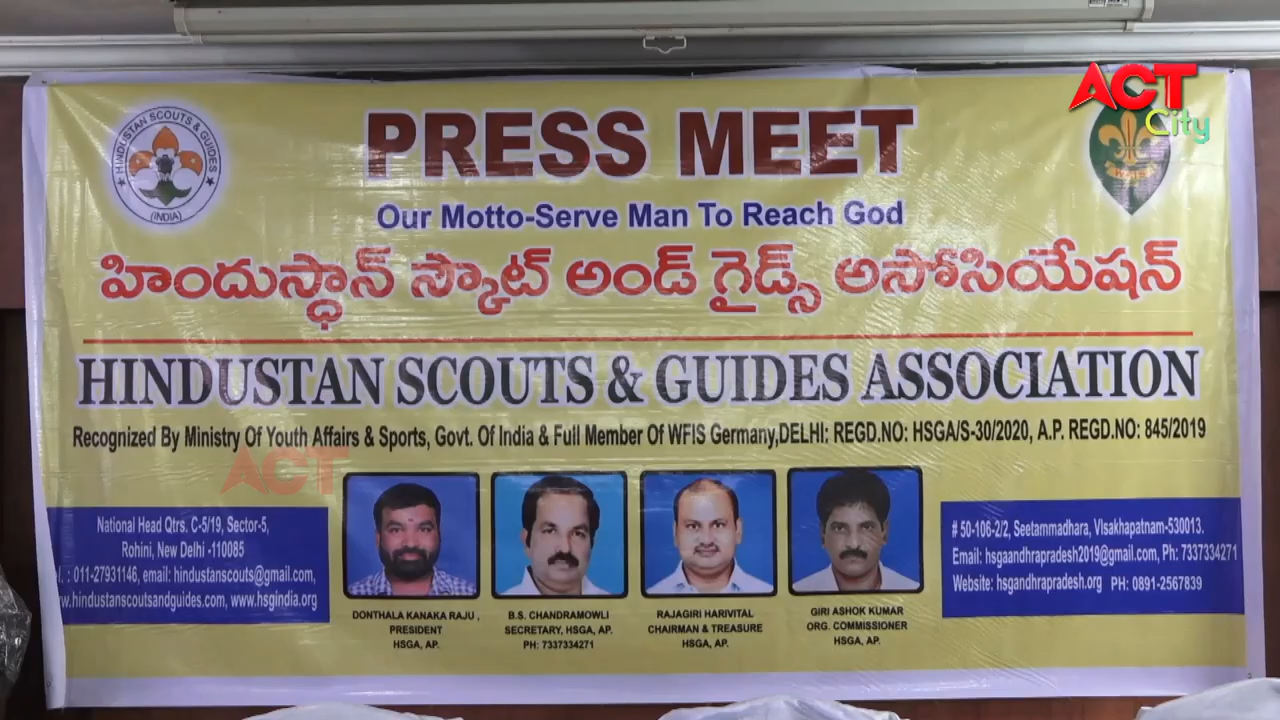 ACT
City
HINDUSTAN SCOUTS & GUIDES
(INDIA)
PRESS MEET
Our Motto-Serve Man To Reach God
హిందుస్ధాన్ స్కౌట్ అండ్ గైడ్స్ అసోసియేషన్
HINDUSTAN SCOUTS & GUIDES ASSOCIATION
Recognized By Ministry Of Youth Affairs & Sports, Govt. Of India & Full Member Of WFIS Germany,DELHI: REGD.NO: HSGA/S-30/2020, A.P. REGD.NO: 845/2019
ACT
National Head Qtrs. C-5/19, Sector-5,
Rohini, New Delhi -110085
: 011-27931146, email: hindustanscouts@gmail.com,
w.hindustanscoutsandguides.com, www.hsgindia.org
DONTHALA KANAKA RAJU ,
PRESIDENT
HSGA, AP.
B.S. CHANDRAMOWLI
SECRETARY, HSGA, AP.
PH: 7337334271
RAJAGIRI HARIVITAL
CHAIRMAN & TREASURE
HSGA, AP.
GIRI ASHOK KUMAR
ORG. COMMISSIONER
HSGA, AP.
# 50-106-2/2, Seetammadhara, VIsakhapatnam-530013.
Email: hsgaandhrapradesh2019@gmail.com, Ph: 7337334271
Website: hsgandhrapradesh.org PH: 0891-2567839